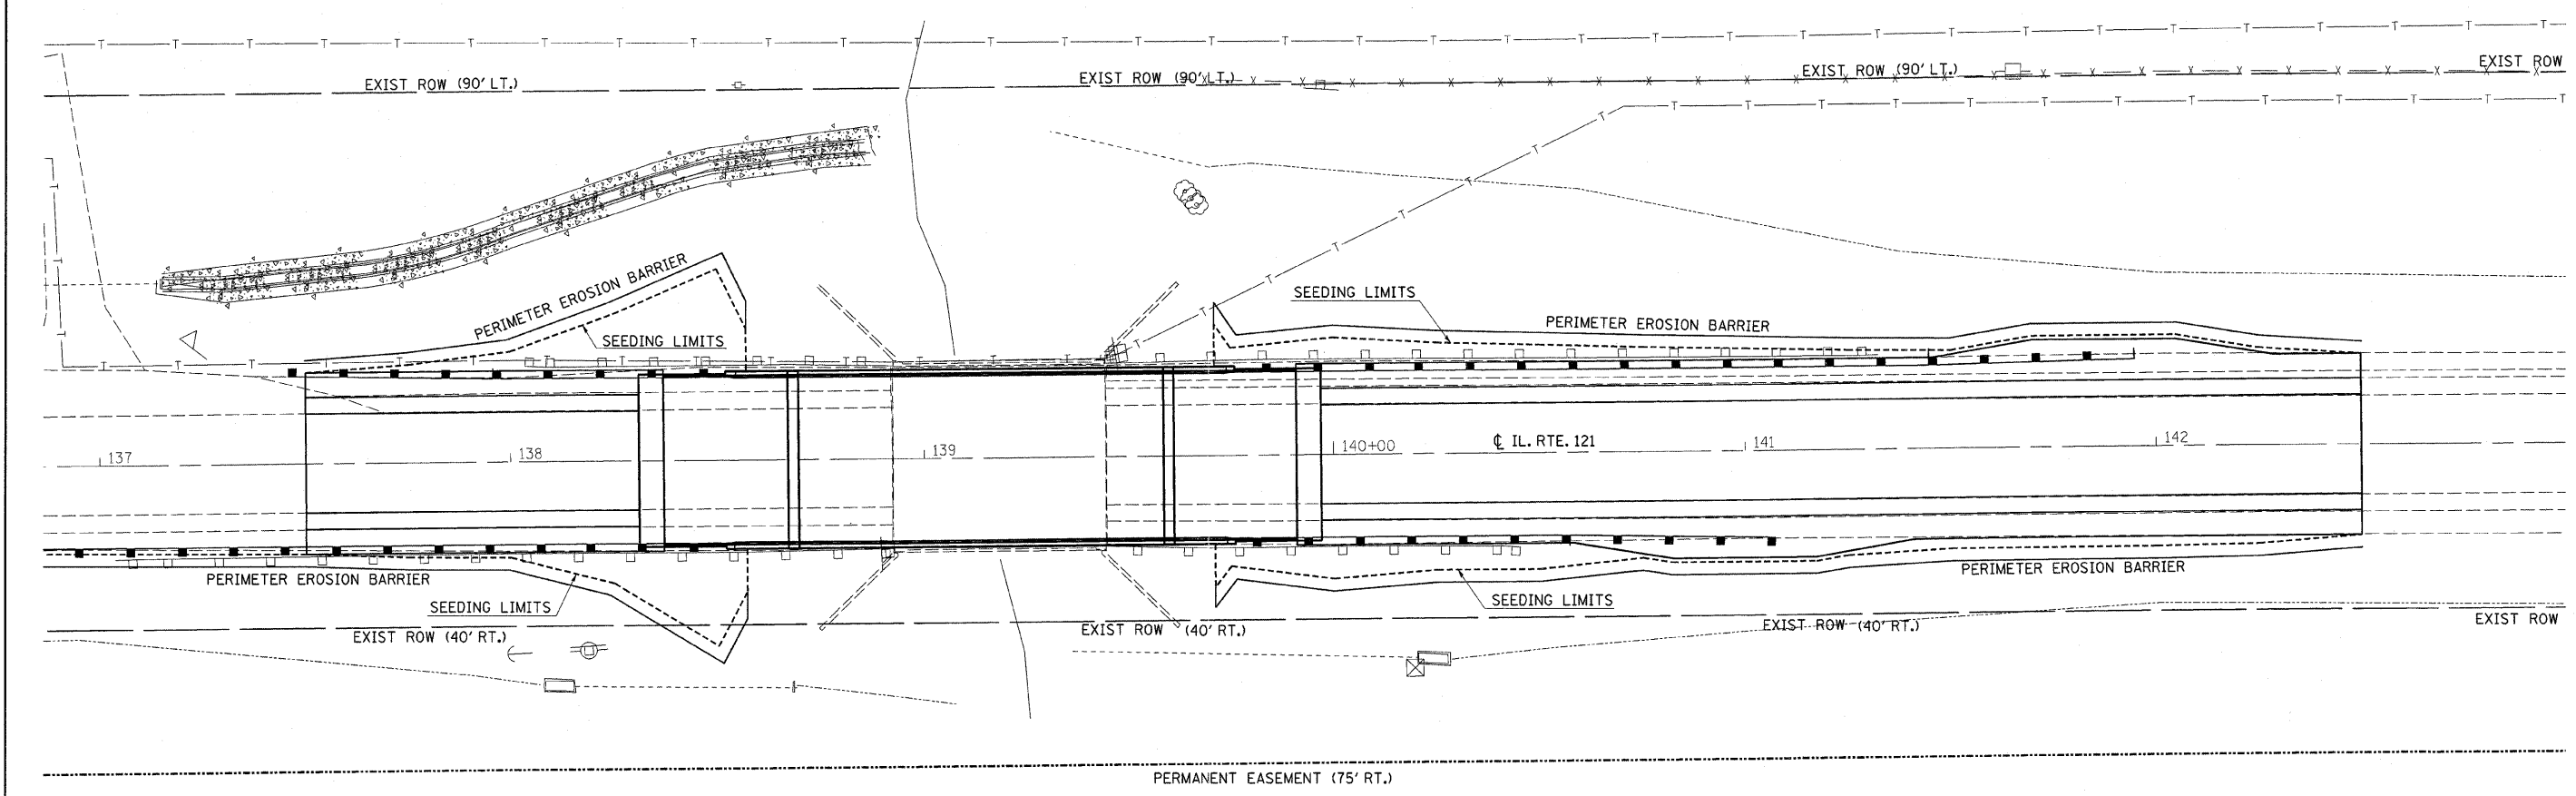 EXIST ROW (90' LT.)
EXIST ROW (90' LT.)
EXIST ROW (90' LT.)
EXIST ROW
PERIMETER EROSION BARRIER
SEEDING LIMITS
SEEDING LIMITS
PERIMETER EROSION BARRIER
137
138
139
140+00
℄ IL. RTE. 121
141
142
PERIMETER EROSION BARRIER
SEEDING LIMITS
EXIST ROW (40' RT.)
EXIST ROW (40' RT.)
SEEDING LIMITS
PERIMETER EROSION BARRIER
EXIST ROW (40' RT.)
EXIST ROW
PERMANENT EASEMENT (75' RT.)